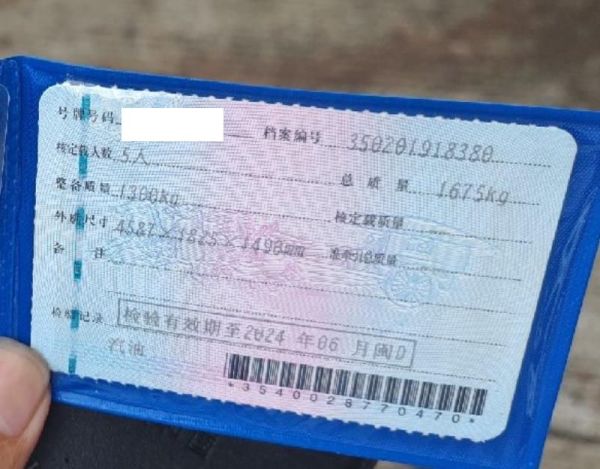 号牌号码 档案编号 350201918380
核定载人数 5人 总质量 1675kg
整备质量 1300kg 核定载质量
外廓尺寸 4587×1825×1490mm 准牵引总质量
备注
检验记录 检验有效期至2024年06月闽D
汽油
*3540028770470*